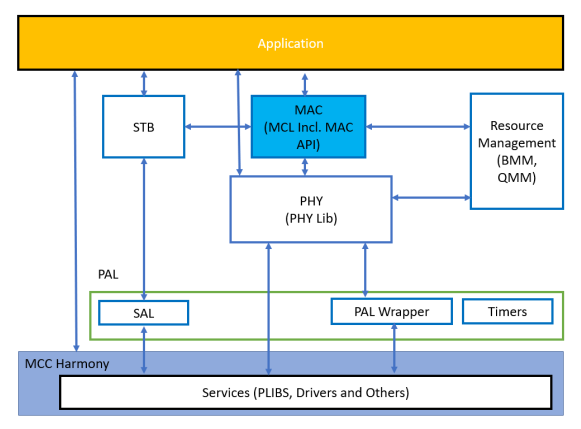 Application
STB
MAC
(MCL Incl. MAC
API)
Resource
Management
(BMM,
QMM)
PHY
(PHY Lib)
PAL
SAL
PAL Wrapper
Timers
MCC Harmony
Services (PLIBS, Drivers and Others)